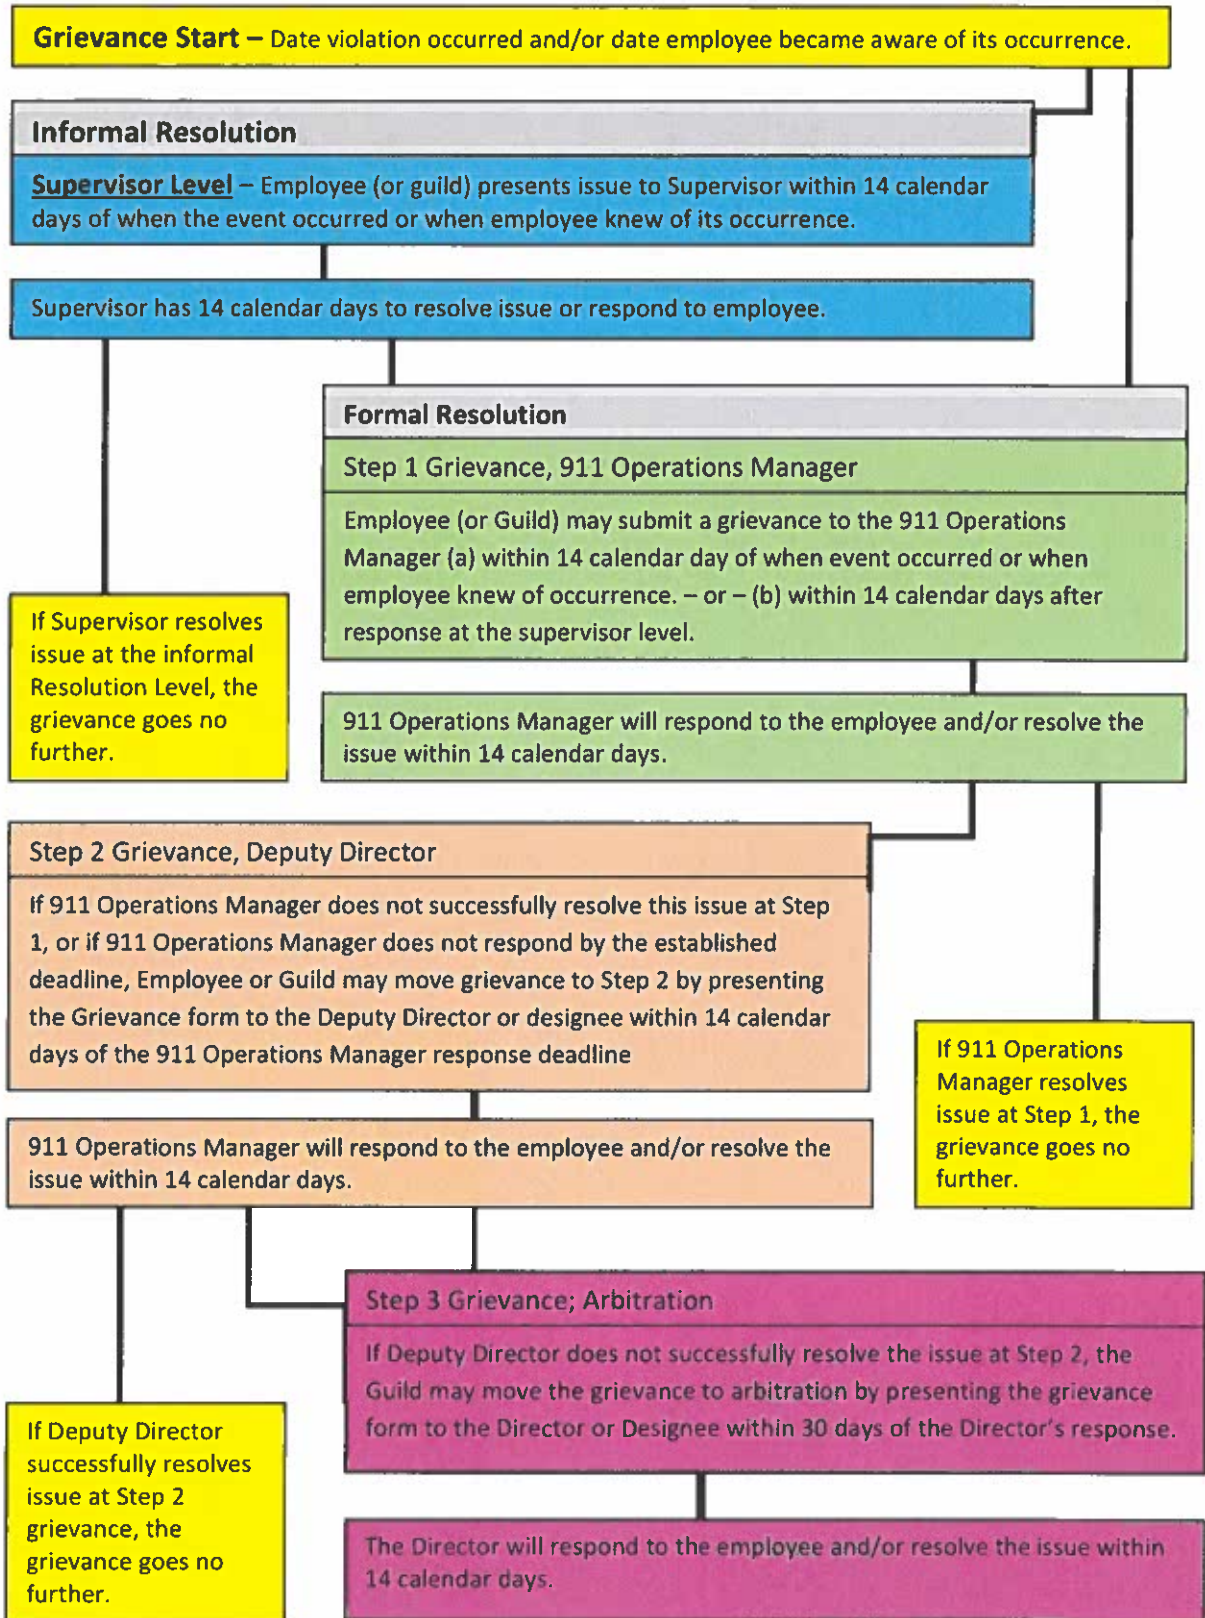 Grievance Start – Date violation occurred and/or date employee became aware of its occurrence.
Informal Resolution
Supervisor Level – Employee (or guild) presents issue to Supervisor within 14 calendar
days of when the event occurred or when employee knew of its occurrence.
Supervisor has 14 calendar days to resolve issue or respond to employee.
Formal Resolution
Step 1 Grievance, 911 Operations Manager
Employee (or Guild) may submit a grievance to the 911 Operations
Manager (a) within 14 calendar day of when event occurred or when
employee knew of occurrence. – or – (b) within 14 calendar days after
response at the supervisor level.
If Supervisor resolves
issue at the informal
Resolution Level, the
grievance goes no
further.
911 Operations Manager will respond to the employee and/or resolve the
issue within 14 calendar days.
Step 2 Grievance, Deputy Director
If 911 Operations Manager does not successfully resolve this issue at Step
1, or if 911 Operations Manager does not respond by the established
deadline, Employee or Guild may move grievance to Step 2 by presenting
the Grievance form to the Deputy Director or designee within 14 calendar
days of the 911 Operations Manager response deadline
If 911 Operations
Manager resolves
issue at Step 1, the
grievance goes no
further.
911 Operations Manager will respond to the employee and/or resolve the
issue within 14 calendar days.
Step 3 Grievance; Arbitration
If Deputy Director does not successfully resolve the issue at Step 2, the
Guild may move the grievance to arbitration by presenting the grievance
form to the Director or Designee within 30 days of the Director's response.
If Deputy Director
successfully resolves
issue at Step 2
grievance, the
grievance goes no
further.
The Director will respond to the employee and/or resolve the issue within
14 calendar days.